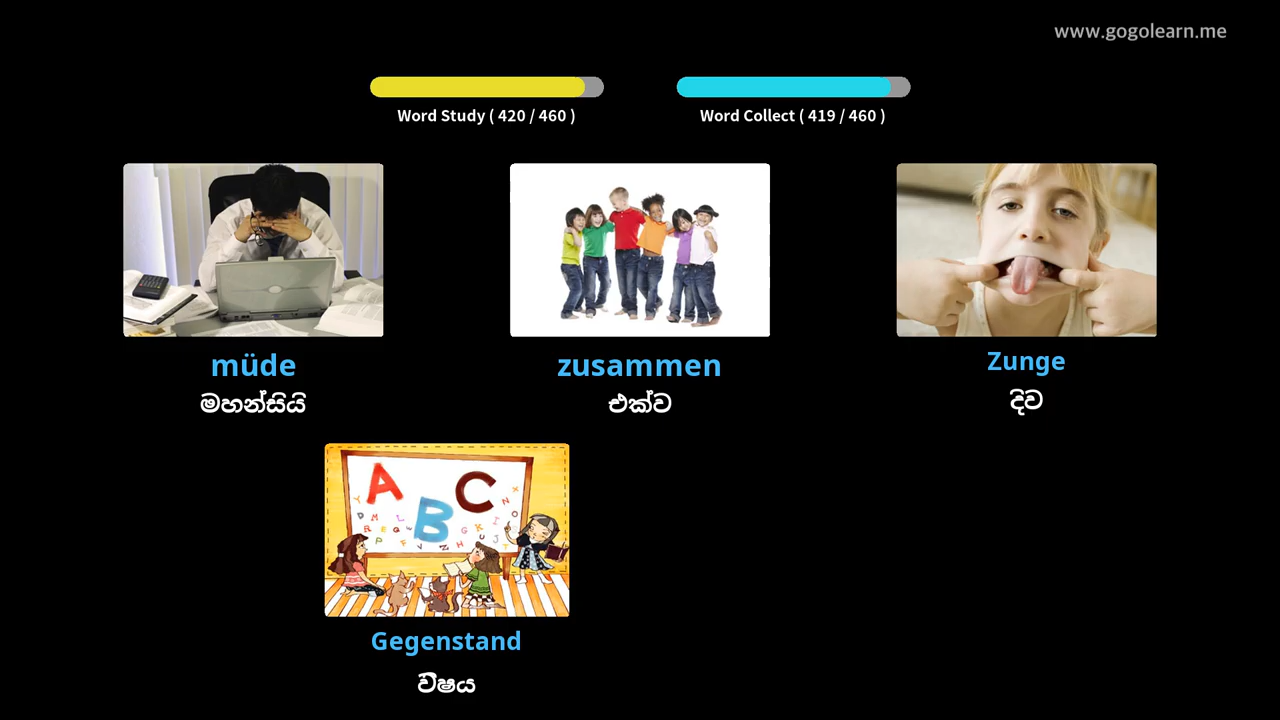 www.gogolearn.me
Word Study ( 420 / 460 )
Word Collect ( 419 / 460 )
müde
zusammen
Zunge
මහන්සියි
එක්ව
දිව
A B C
Gegenstand
විෂය